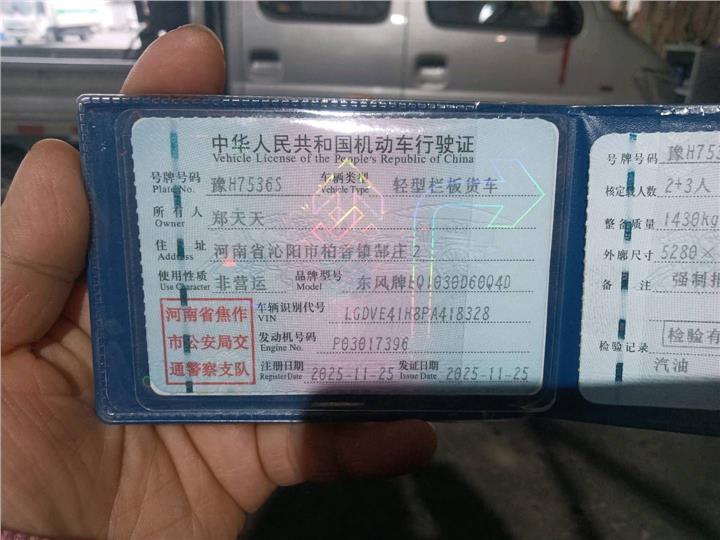 中华人民共和国机动车行驶证
Vehicle License of the People's Republic of China
号牌号码 豫H7536S 车辆类型 轻型栏板货车
Plate No. Vehicle Type
所有人 郑天天
Owner
住址 河南省沁阳市柏香镇郜庄2
Address
使用性质 非营运 品牌型号 东风牌EQ1030D60Q4D
Use Character Model
河南省焦作
市公安局交
通警察支队
车辆识别代号 LGDVE41H8PA418328
VIN
发动机号码 P03017396
Engine No.
注册日期 2025-11-25 发证日期 2025-11-25
Register Date Issue Date
号牌号码 豫H753
核定载人数 2+3人
整备质量 1430kg
外廓尺寸 5280×
备注 强制报
检验有
检验记录
汽油